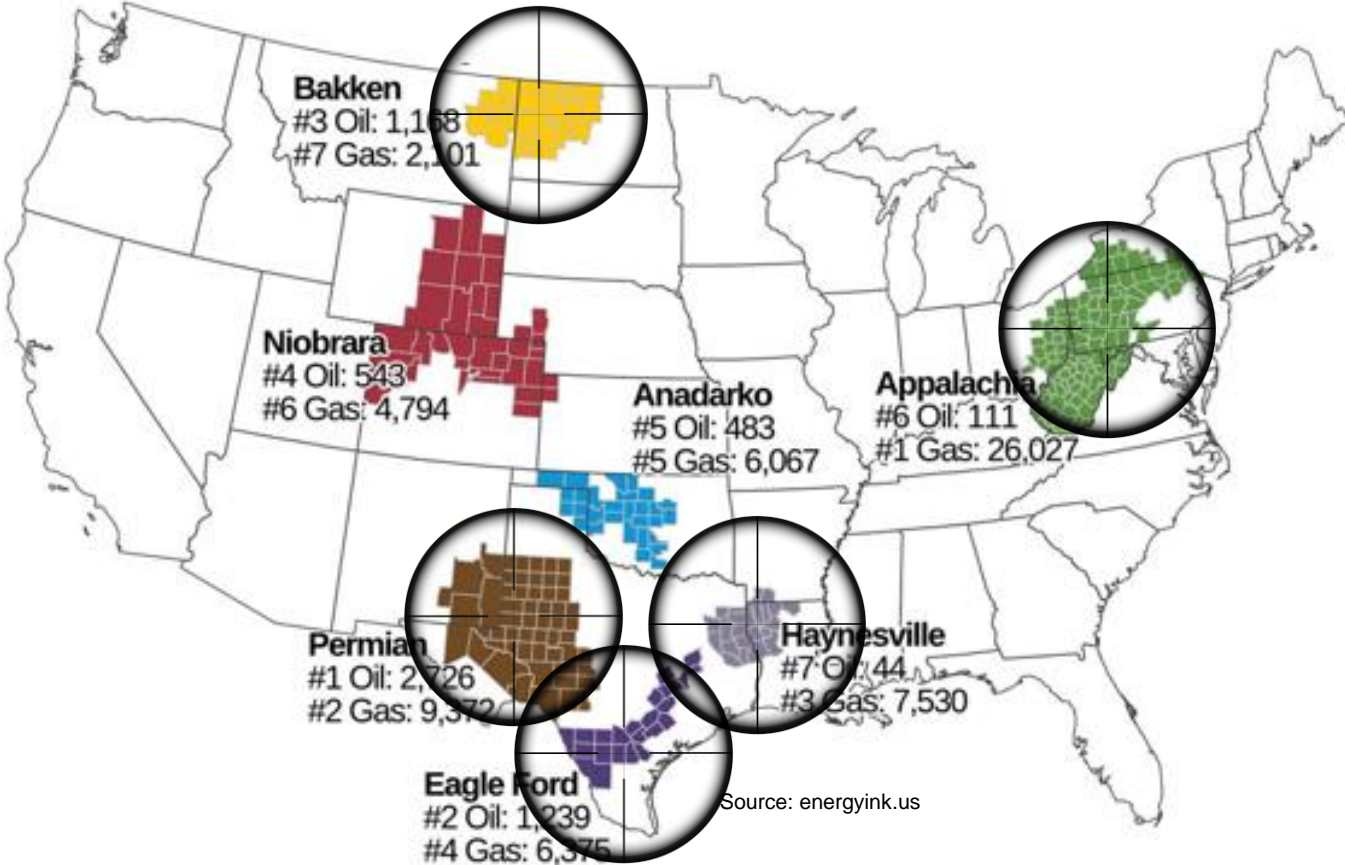 Bakken
#3 Oil: 1,168
#7 Gas: 2,101
Niobrara
#4 Oil: 543
#6 Gas: 4,794
Anadarko
#5 Oil: 483
#5 Gas: 6,067
Appalachia
#6 Oil: 111
#1 Gas: 26,027
Permian
#1 Oil: 2,726
#2 Gas: 9,372
Haynesville
#7 Oil: 44
#3 Gas: 7,530
Eagle Ford
#2 Oil: 1,239
#4 Gas: 6,375
Source: energyink.us